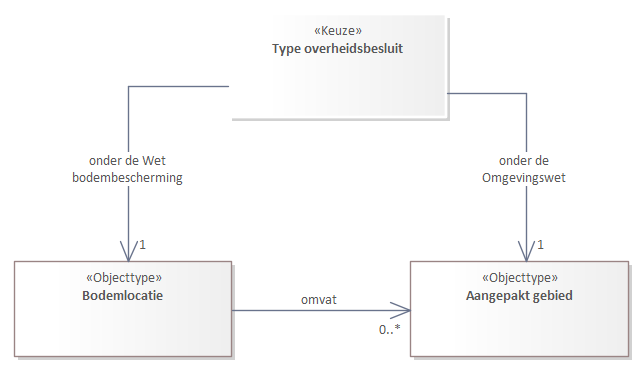 «Keuze»
Type overheidsbesluit
onder de Wet
bodembescherming
onder de
Omgevingswet
1
1
«Objecttype»
Bodemlocatie
omvat
0..*
«Objecttype»
Aangepakt gebied